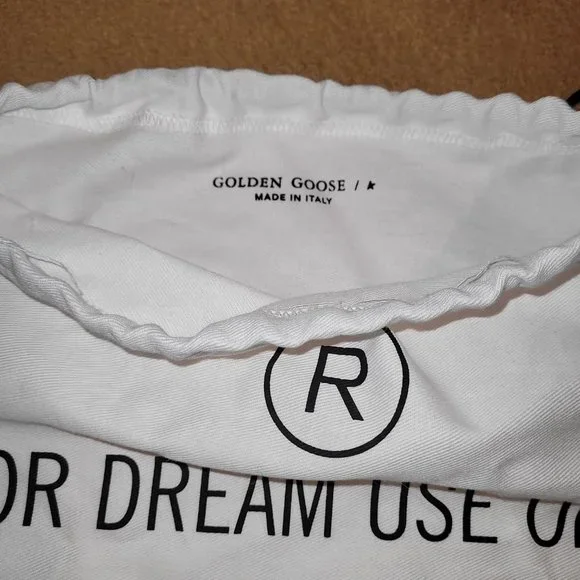 GOLDEN GOOSE / k
MADE IN ITALY
R
DREAM USE